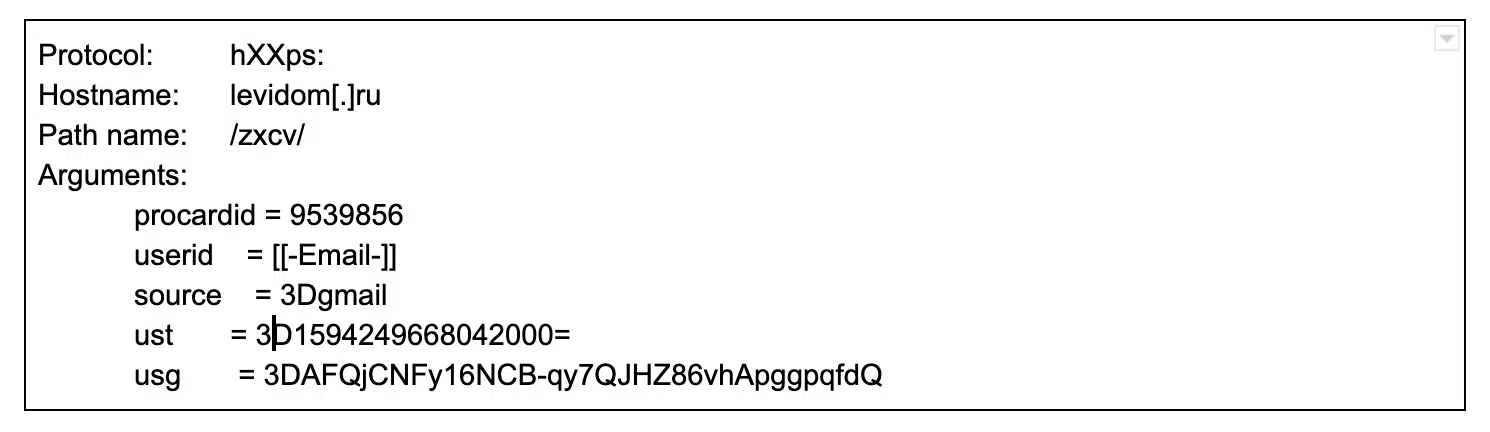 Protocol: hXXps:
Hostname: levidom[.]ru
Path name: /zxcv/
Arguments:
procardid = 9539856
userid = [[-Email-]]
source = 3Dgmail
ust = 3D1594249668042000=
usg = 3DAFQjCNFy16NCB-qy7QJHZ86vhApggpqfdQ